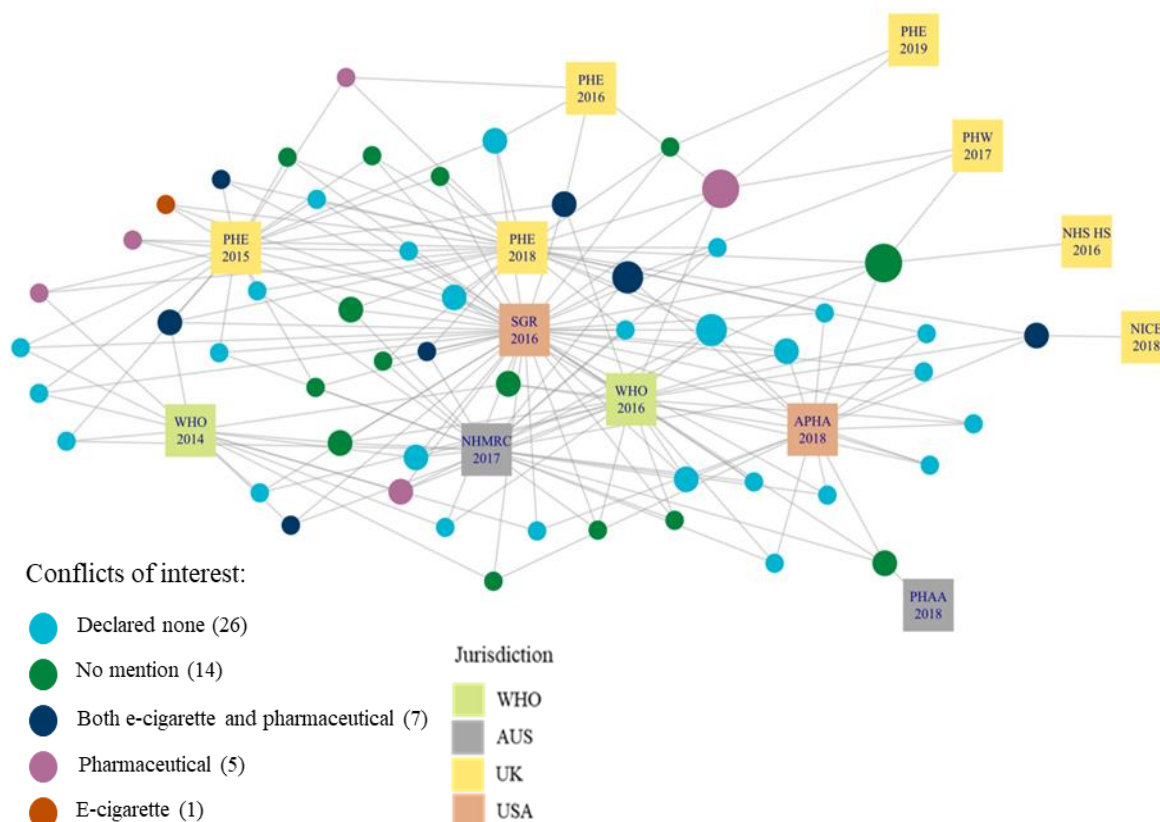 PHE
2019
PHE
2016
PHW
2017
NHS HS
2016
PHE
2015
PHE
2018
SGR
2016
NICE
2018
WHO
2016
WHO
2014
APHA
2018
NHMRC
2017
PHAA
2018
Conflicts of interest:
Declared none (26)
No mention (14)
Both e-cigarette and pharmaceutical (7)
Pharmaceutical (5)
E-cigarette (1)
Jurisdiction
WHO
AUS
UK
USA